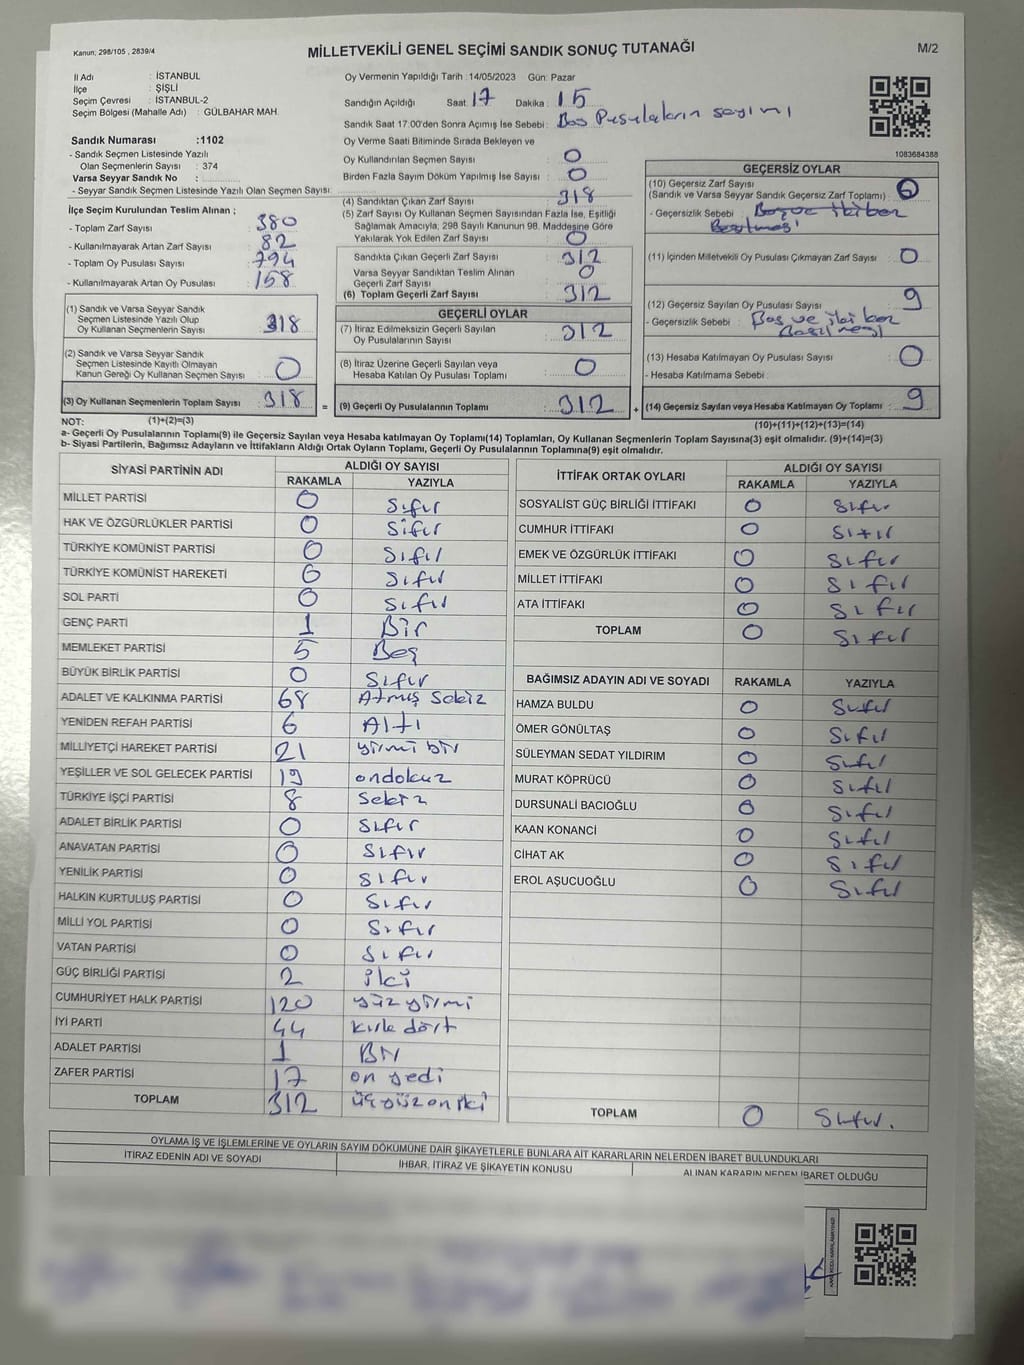 Kanun; 298/105 , 2839/4
MİLLETVEKİLİ GENEL SEÇİMİ SANDIK SONUÇ TUTANAĞI
M/2
İl Adı : İSTANBUL
İlçe : ŞİŞLİ
Seçim Çevresi : İSTANBUL-2
Seçim Bölgesi (Mahalle Adı) : GÜLBAHAR MAH.
Oy Vermenin Yapıldığı Tarih :14/05/2023 Gün: Pazar
Sandığın Açıldığı Saat: 17 Dakika : 15
Sandık Saat 17.00'den Sonra Açımış İse Sebebi : Boş Pusulaların sayımı
Sandık Numarası :1102
- Sandık Seçmen Listesinde Yazılı
Olan Seçmenlerin Sayısı : 374
Varsa Seyyar Sandık No :
- Seyyar Sandık Seçmen Listesinde Yazılı Olan Seçmen Sayısı:
Oy Verme Saati Bitiminde Sırada Bekleyen ve
Oy Kullandırılan Seçmen Sayısı : 0
Birden Fazla Sayım Döküm Yapılmış İse Sayısı : 0
1083684388
İlçe Seçim Kurulundan Teslim Alınan ;
- Toplam Zarf Sayısı : 380
- Kullanılmayarak Artan Zarf Sayısı : 82
- Toplam Oy Pusulası Sayısı : 794
- Kullanılmayarak Artan Oy Pusulası : 158
(4) Sandıktan Çıkan Zarf Sayısı : 318
(5) Zarf Sayısı Oy Kullanan Seçmen Sayısından Fazla İse, Eşitliği
Sağlamak Amacıyla, 298 Sayılı Kanunun 98. Maddesine Göre
Yakılarak Yok Edilen Zarf Sayısı : 0
Sandıkta Çıkan Geçerli Zarf Sayısı : 312
Varsa Seyyar Sandıktan Teslim Alınan
Geçerli Zarf Sayısı : 0
(6) Toplam Geçerli Zarf Sayısı : 312
GEÇERSİZ OYLAR
(10) Geçersiz Zarf Sayısı
(Sandık ve Varsa Seyyar Sandık Geçersiz Zarf Toplamı) :
- Geçersizlik Sebebi :
(11) İçinden Milletvekili Oy Pusulası Çıkmayan Zarf Sayısı : 0
(12) Geçersiz Sayılan Oy Pusulası Sayısı : 9
- Geçersizlik Sebebi : Boş ve iki kez
Basılması
(13) Hesaba Katılmayan Oy Pusulası Sayısı : 0
- Hesaba Katılmama Sebebi :
(14) Geçersiz Sayılan veya Hesaba Katılmayan Oy Toplamı : 9
(10)+(11)+(12)+(13)=(14)
(1) Sandık ve Varsa Seyyar Sandık
Seçmen Listesinde Yazılı Olup
Oy Kullanan Seçmenlerin Sayısı : 318
(2) Sandık ve Varsa Seyyar Sandık
Seçmen Listesinde Kayıtlı Olmayan
Kanun Gereği Oy Kullanan Seçmen Sayısı : 0
(3) Oy Kullanan Seçmenlerin Toplam Sayısı : 318
(1)+(2)=(3)
GEÇERLİ OYLAR
(7) İtiraz Edilmeksizin Geçerli Sayılan
Oy Pusulalarının Sayısı : 312
(8) İtiraz Üzerine Geçerli Sayılan veya
Hesaba Katılan Oy Pusulası Toplamı : 0
= (9) Geçerli Oy Pusulalarının Toplamı : 312 +
NOT:
a- Geçerli Oy Pusulalarının Toplamı(9) ile Geçersiz Sayılan veya Hesaba katılmayan Oy Toplamı(14) Toplamları, Oy Kullanan Seçmenlerin Toplam Sayısına(3) eşit olmalıdır. (9)+(14)=(3)
b- Siyasi Partilerin, Bağımsız Adayların ve İttifakların Aldığı Ortak Oyların Toplamı, Geçerli Oy Pusulalarının Toplamına(9) eşit olmalıdır.
SİYASİ PARTİNİN ADI ALDIĞI OY SAYISI
RAKAMLA YAZIYLA
MİLLET PARTİSİ 0 Sıfır
HAK VE ÖZGÜRLÜKLER PARTİSİ 0 Sıfır
TÜRKİYE KOMÜNİST PARTİSİ 0 Sıfır
TÜRKİYE KOMÜNİST HAREKETİ 0 Sıfır
SOL PARTİ 0 Sıfır
GENÇ PARTİ 1 Bir
MEMLEKET PARTİSİ 5 Beş
BÜYÜK BİRLİK PARTİSİ 0 Sıfır
ADALET VE KALKINMA PARTİSİ 68 Atmış Sekiz
YENİDEN REFAH PARTİSİ 6 Altı
MİLLİYETÇİ HAREKET PARTİSİ 21 yirmi bir
YEŞİLLER VE SOL GELECEK PARTİSİ 19 ondokuz
TÜRKİYE İŞÇİ PARTİSİ 8 Sekiz
ADALET BİRLİK PARTİSİ 0 Sıfır
ANAVATAN PARTİSİ 0 Sıfır
YENİLİK PARTİSİ 0 Sıfır
HALKIN KURTULUŞ PARTİSİ 0 Sıfır
MİLLİ YOL PARTİSİ 0 Sıfır
VATAN PARTİSİ 0 Sıfır
GÜÇ BİRLİĞİ PARTİSİ 2 iki
CUMHURİYET HALK PARTİSİ 120 yüz yirmi
İYİ PARTİ 44 kırk dört
ADALET PARTİSİ 1 Bir
ZAFER PARTİSİ 17 on yedi
TOPLAM 312 üçyüz on iki
İTTİFAK ORTAK OYLARI ALDIĞI OY SAYISI
RAKAMLA YAZIYLA
SOSYALİST GÜÇ BİRLİĞİ İTTİFAKI 0 Sıfır
CUMHUR İTTİFAKI 0 Sıfır
EMEK VE ÖZGÜRLÜK İTTİFAKI 0 Sıfır
MİLLET İTTİFAKI 0 Sıfır
ATA İTTİFAKI 0 Sıfır
TOPLAM 0 Sıfır
BAĞIMSIZ ADAYIN ADI VE SOYADI RAKAMLA YAZIYLA
HAMZA BULDU 0 Sıfır
ÖMER GÖNÜLTAŞ 0 Sıfır
SÜLEYMAN SEDAT YILDIRIM 0 Sıfır
MURAT KÖPRÜCÜ 0 Sıfır
DURSUNALİ BACIOĞLU 0 Sıfır
KAAN KONANCİ 0 Sıfır
CİHAT AK 0 Sıfır
EROL AŞUCUOĞLU 0 Sıfır
TOPLAM 0 Sıfır.
OYLAMA İŞ VE İŞLEMLERİNE VE OYLARIN SAYIM DÖKÜMÜNE DAİR ŞİKAYETLERLE BUNLARA AİT KARARLARIN NELERDEN İBARET BULUNDUKLARI
İTİRAZ EDENİN ADI VE SOYADI İHBAR, İTİRAZ VE ŞİKAYETİN KONUSU ALINAN KARARIN NEDEN İBARET OLDUĞU